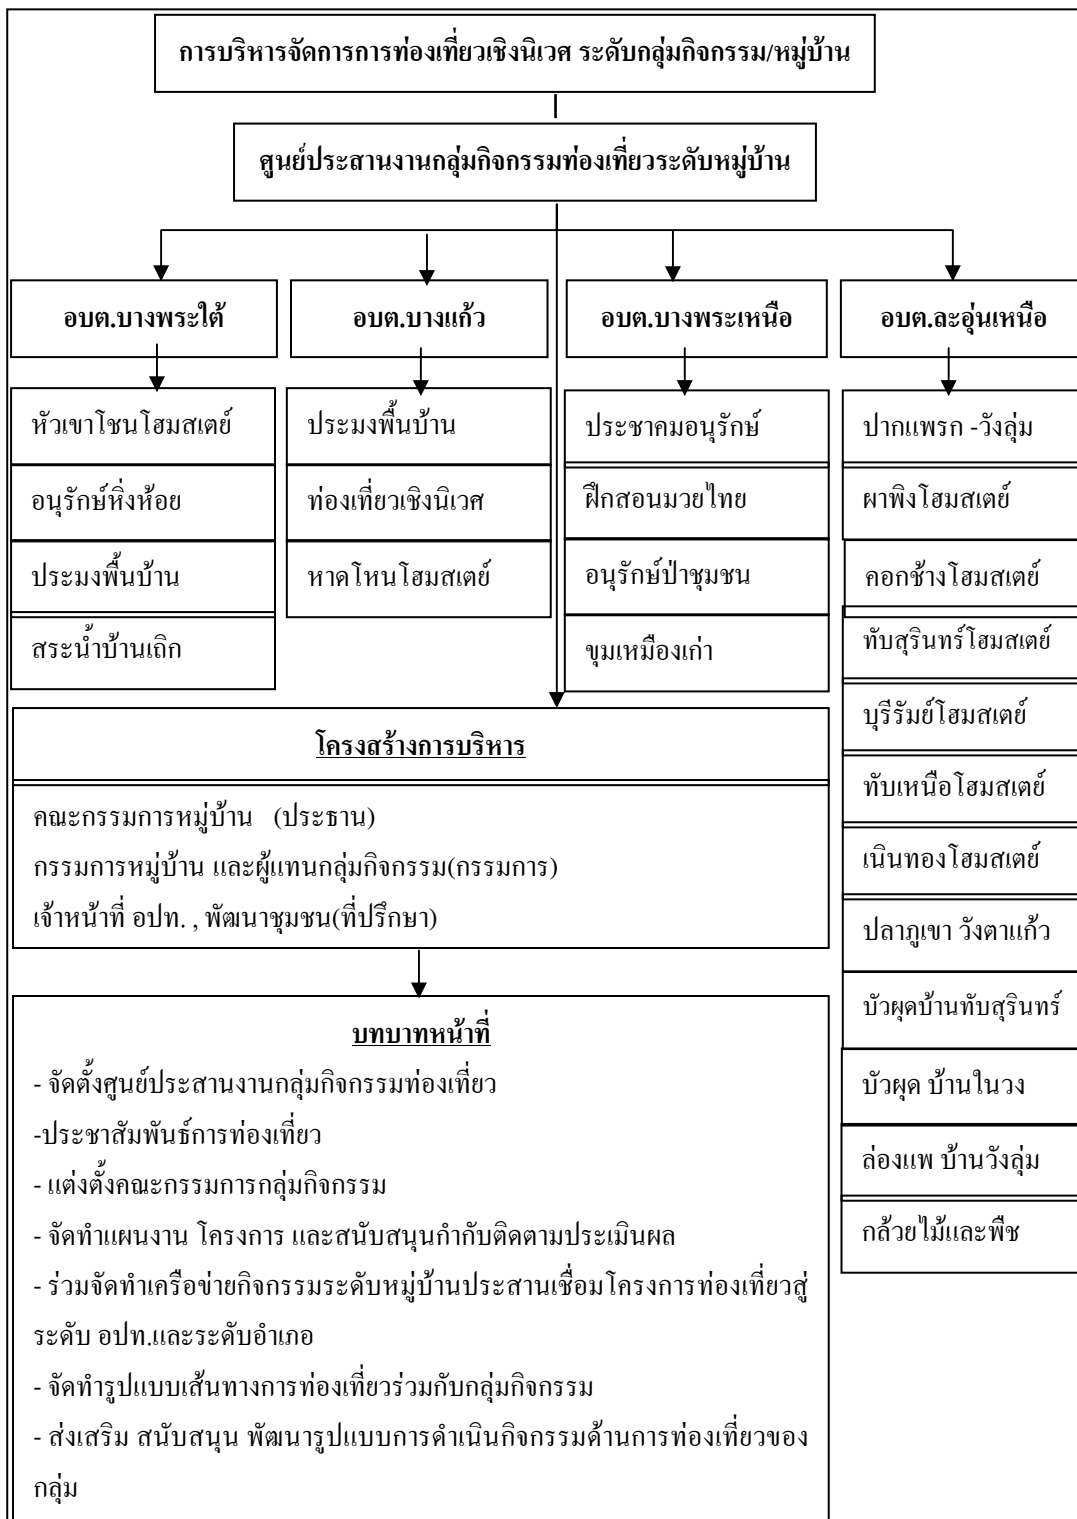 การบริหารจัดการการท่องเที่ยวเชิงนิเวศ ระดับกลุ่มกิจกรรม/หมู่บ้าน
ศูนย์ประสานงานกลุ่มกิจกรรมท่องเที่ยวระดับหมู่บ้าน
อบต.บางพระใต้
หัวเขาโชนโฮมสเตย์
อนุรักษ์หิ่งห้อย
ประมงพื้นบ้าน
สระน้ำบ้านเถิก
อบต.บางแก้ว
ประมงพื้นบ้าน
ท่องเที่ยวเชิงนิเวศ
หาดโหนโฮมสเตย์
อบต.บางพระเหนือ
ประชาคมอนุรักษ์
ฝึกสอนมวยไทย
อนุรักษ์ป่าชุมชน
ขุมเหมืองเก่า
อบต.ละอุ่นเหนือ
ปากแพรก -วังลุ่ม
ผาพิงโฮมสเตย์
คอกช้างโฮมสเตย์
ทับสุรินทร์โฮมสเตย์
บุรีรัมย์โฮมสเตย์
ทับเหนือโฮมสเตย์
เนินทองโฮมสเตย์
ปลาภูเขา วังตาแก้ว
บัวผุดบ้านทับสุรินทร์
บัวผุด บ้านในวง
ล่องแพ บ้านวังลุ่ม
กล้วยไม้และพืช
โครงสร้างการบริหาร
คณะกรรมการหมู่บ้าน (ประธาน)
กรรมการหมู่บ้าน และผู้แทนกลุ่มกิจกรรม(กรรมการ)
เจ้าหน้าที่ อปท. , พัฒนาชุมชน(ที่ปรึกษา)
บทบาทหน้าที่
- จัดตั้งศูนย์ประสานงานกลุ่มกิจกรรมท่องเที่ยว
-ประชาสัมพันธ์การท่องเที่ยว
- แต่งตั้งคณะกรรมการกลุ่มกิจกรรม
- จัดทำแผนงาน โครงการ และสนับสนุนกำกับติดตามประเมินผล
- ร่วมจัดทำเครือข่ายกิจกรรมระดับหมู่บ้านประสานเชื่อมโครงการท่องเที่ยวสู่
ระดับ อปท.และระดับอำเภอ
- จัดทำรูปแบบเส้นทางการท่องเที่ยวร่วมกับกลุ่มกิจกรรม
- ส่งเสริม สนับสนุน พัฒนารูปแบบการดำเนินกิจกรรมด้านการท่องเที่ยวของ
กลุ่ม